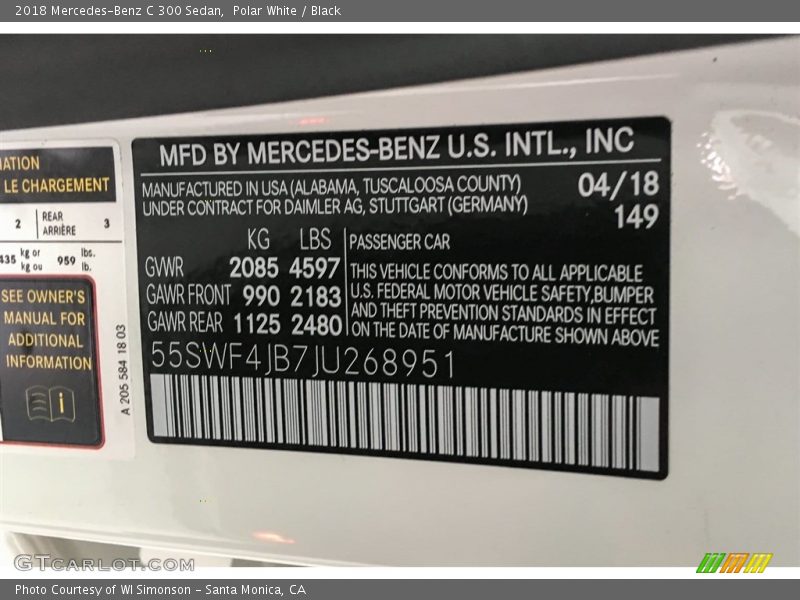 2018 Mercedes-Benz C 300 Sedan,  Polar White / Black
MATION
LE CHARGEMENT
2 REAR ARRIÈRE 3
435 kg or kg ou 959 lbs. lb.
SEE OWNER'S
MANUAL FOR
ADDITIONAL
INFORMATION
A 205 584 18 03
MFD BY MERCEDES-BENZ U.S. INTL., INC
MANUFACTURED IN USA (ALABAMA, TUSCALOOSA COUNTY)
UNDER CONTRACT FOR DAIMLER AG, STUTTGART (GERMANY)
04/18
149
KG LBS
GVWR 2085 4597
GAWR FRONT 990 2183
GAWR REAR 1125 2480
PASSENGER CAR
THIS VEHICLE CONFORMS TO ALL APPLICABLE
U.S. FEDERAL MOTOR VEHICLE SAFETY,BUMPER
AND THEFT PREVENTION STANDARDS IN EFFECT
ON THE DATE OF MANUFACTURE SHOWN ABOVE
55SWF4JB7JU268951
GTcarlot.com
Photo Courtesy of WI Simonson - Santa Monica, CA